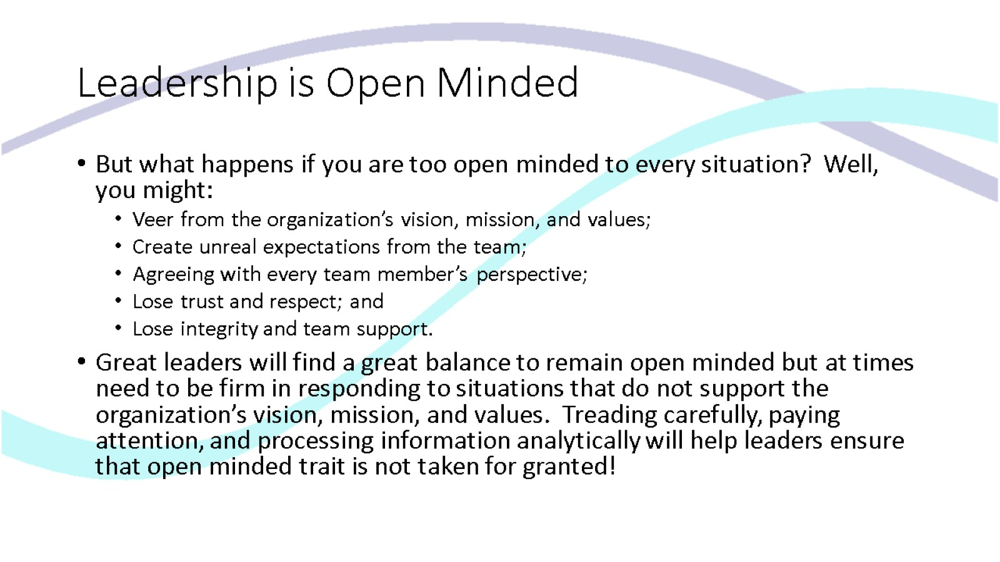 Leadership is Open Minded
• But what happens if you are too open minded to every situation?  Well,
you might:
• Veer from the organization’s vision, mission, and values;
• Create unreal expectations from the team;
• Agreeing with every team member’s perspective;
• Lose trust and respect; and
• Lose integrity and team support.
• Great leaders will find a great balance to remain open minded but at times
need to be firm in responding to situations that do not support the
organization’s vision, mission, and values.  Treading carefully, paying
attention, and processing information analytically will help leaders ensure
that open minded trait is not taken for granted!